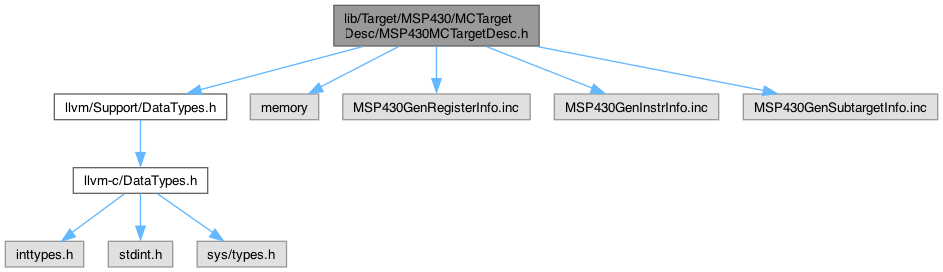 lib/Target/MSP430/MCTarget
Desc/MSP430MCTargetDesc.h
llvm/Support/DataTypes.h
memory
MSP430GenRegisterInfo.inc
MSP430GenInstrInfo.inc
MSP430GenSubtargetInfo.inc
llvm-c/DataTypes.h
inttypes.h
stdint.h
sys/types.h